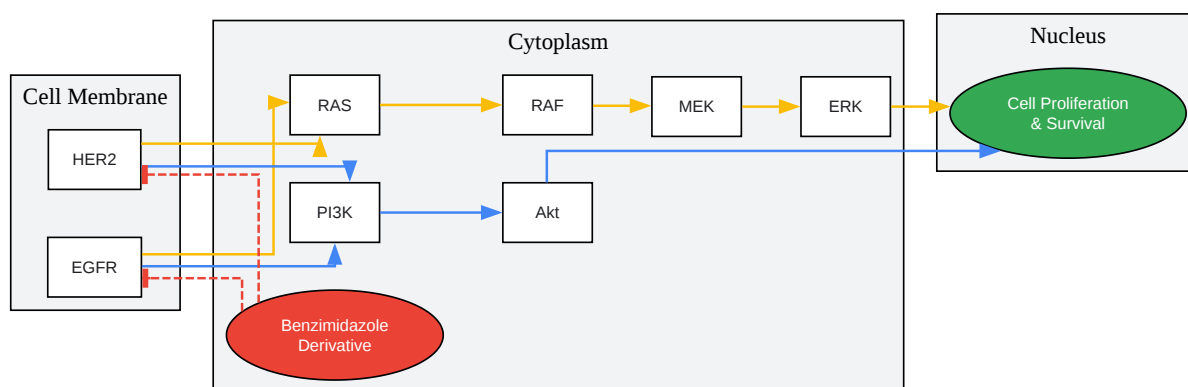 Cell Membrane
HER2
EGFR
Cytoplasm
RAS
RAF
MEK
ERK
PI3K
Akt
Benzimidazole
Derivative
Nucleus
Cell Proliferation
& Survival